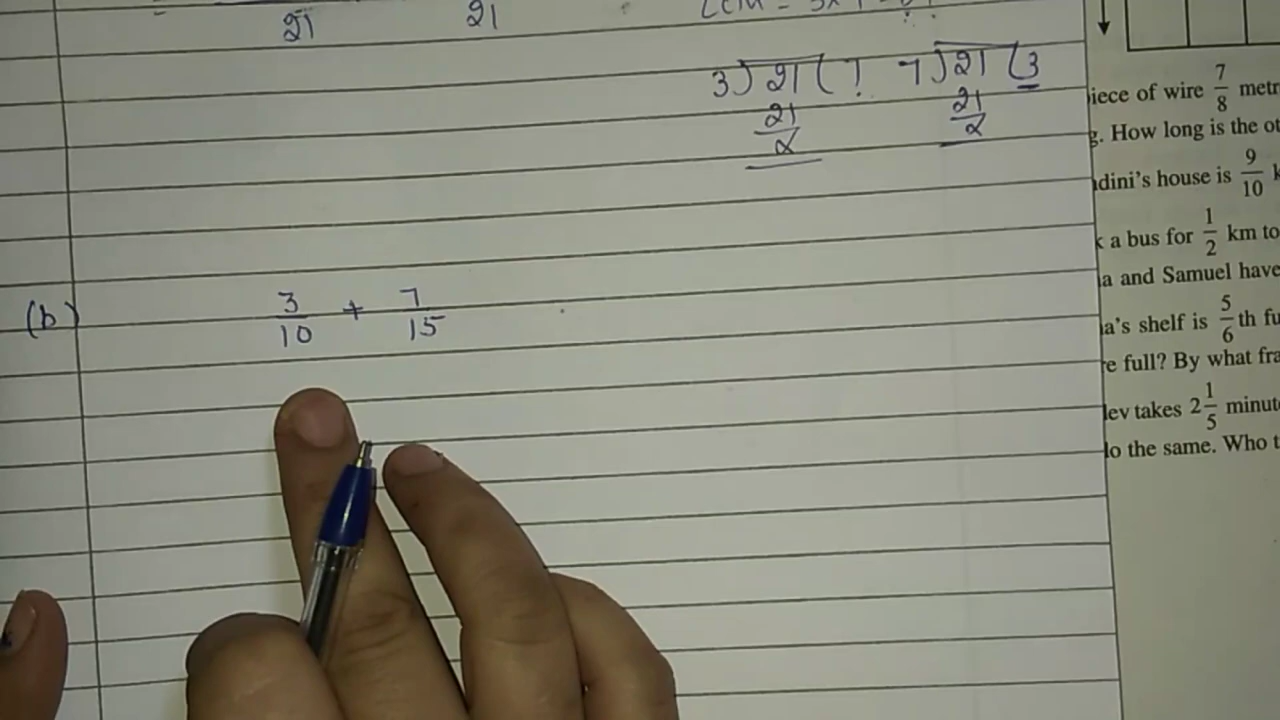 21 21
3) 21 ( 7 7) 21 ( 3
21 21
(b) 3/10 + 7/15
iece of wire 7/8 metr
g. How long is the ot
dini's house is 9/10 k
k a bus for 1/2 km to
a and Samuel have
a's shelf is 5/6 th fu
e full? By what fra
lev takes 2 1/5 minut
lo the same. Who t